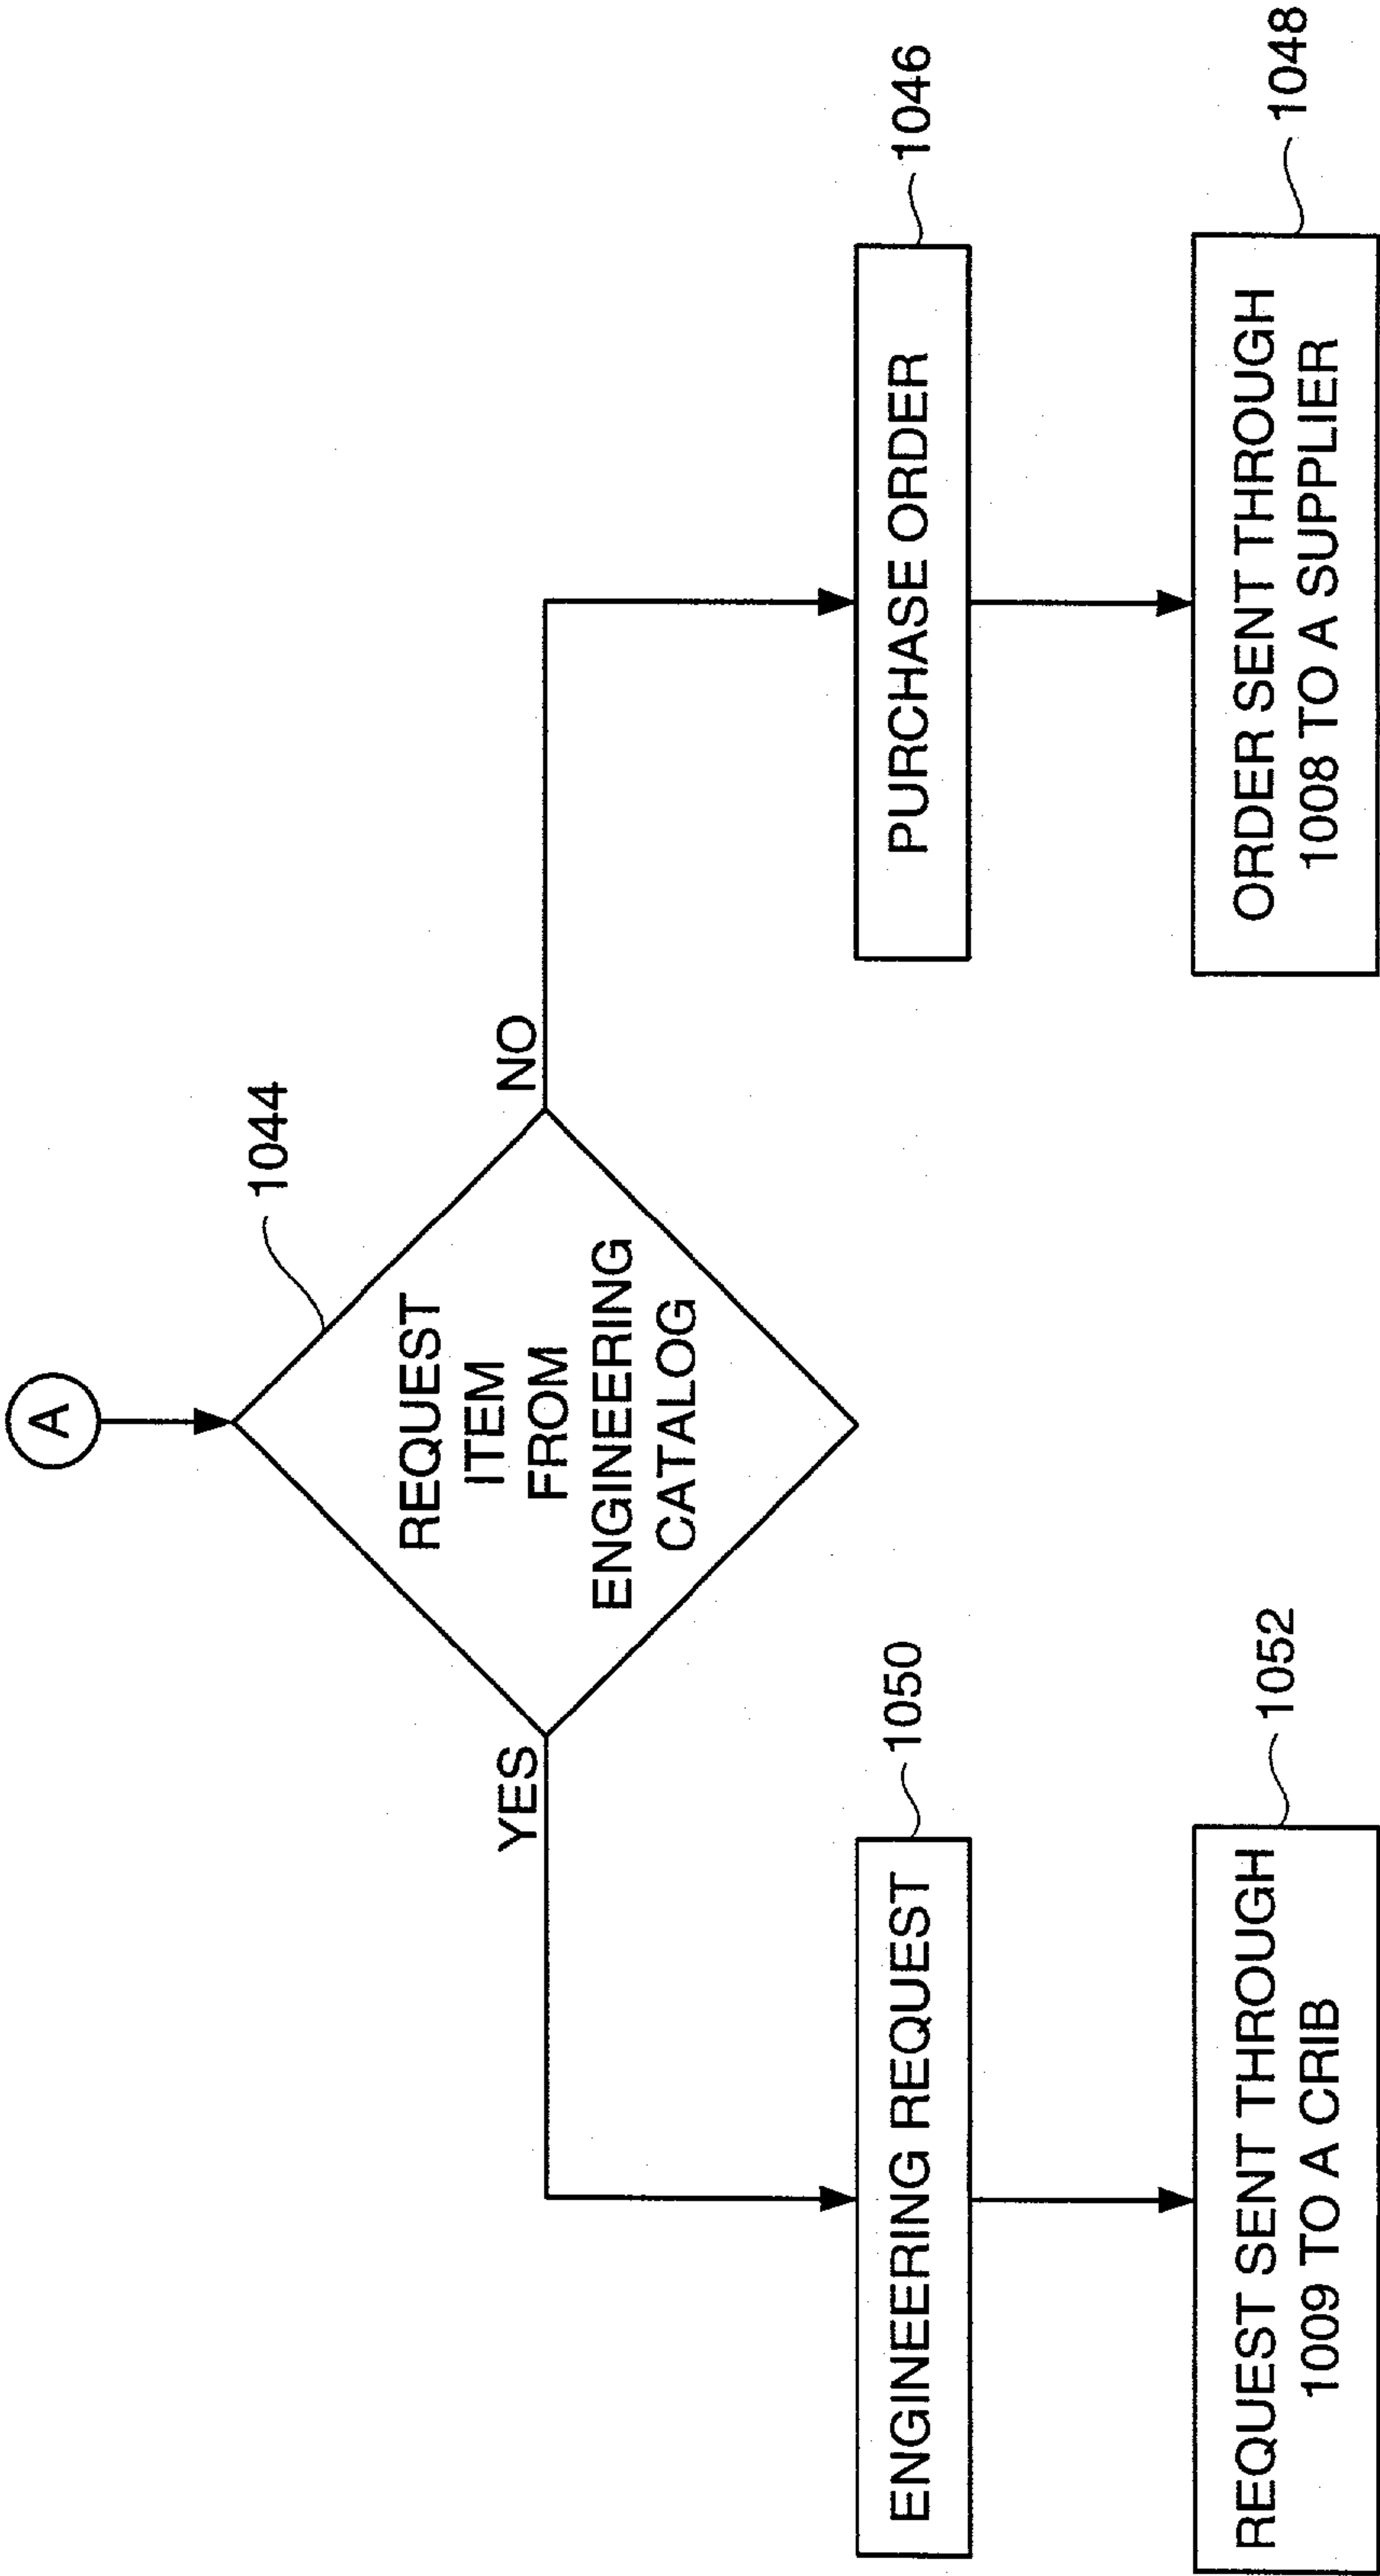 A
1044
REQUEST
ITEM
FROM
ENGINEERING
CATALOG
YES
NO
1050
ENGINEERING REQUEST
1046
PURCHASE ORDER
1052
REQUEST SENT THROUGH
1009 TO A CRIB
1048
ORDER SENT THROUGH
1008 TO A SUPPLIER